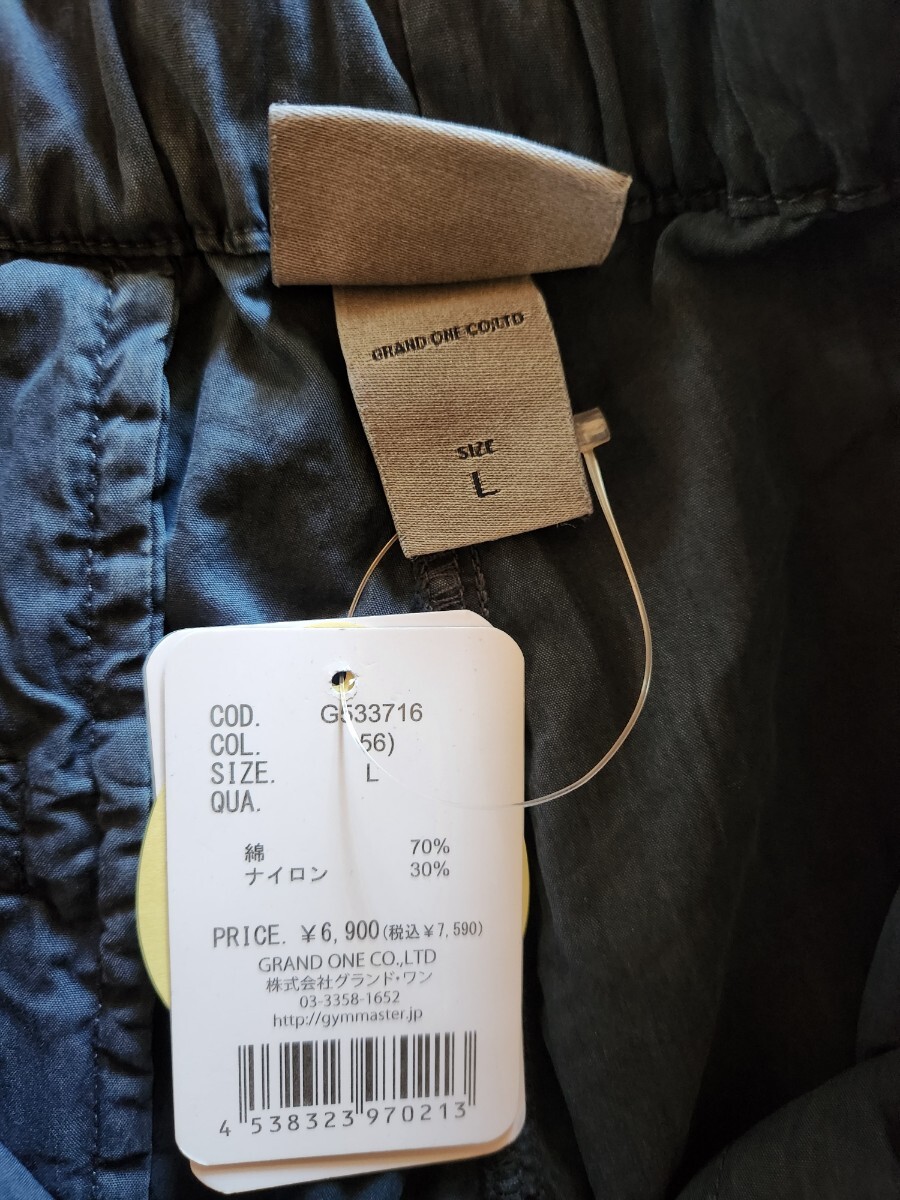 GRAND ONE CO.,LTD
SIZE
L
COD. G533716
COL. 56)
SIZE. L
QUA.
綿 70%
ナイロン 30%
PRICE. ¥6,900(税込¥7,590)
GRAND ONE CO.,LTD
株式会社グランド・ワン
03-3358-1652
http://gymmaster.jp
4 538323 970213